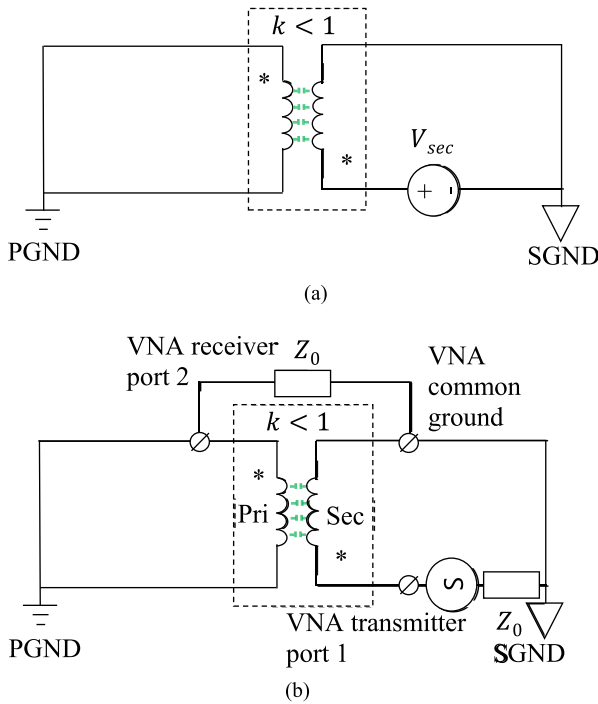 k < 1
*
*
V_sec
+ -
PGND
SGND
(a)
VNA receiver
port 2
Z_0
VNA
common
ground
k < 1
*
Pri
Sec
*
S
PGND
VNA transmitter
port 1
Z_0
SGND
(b)